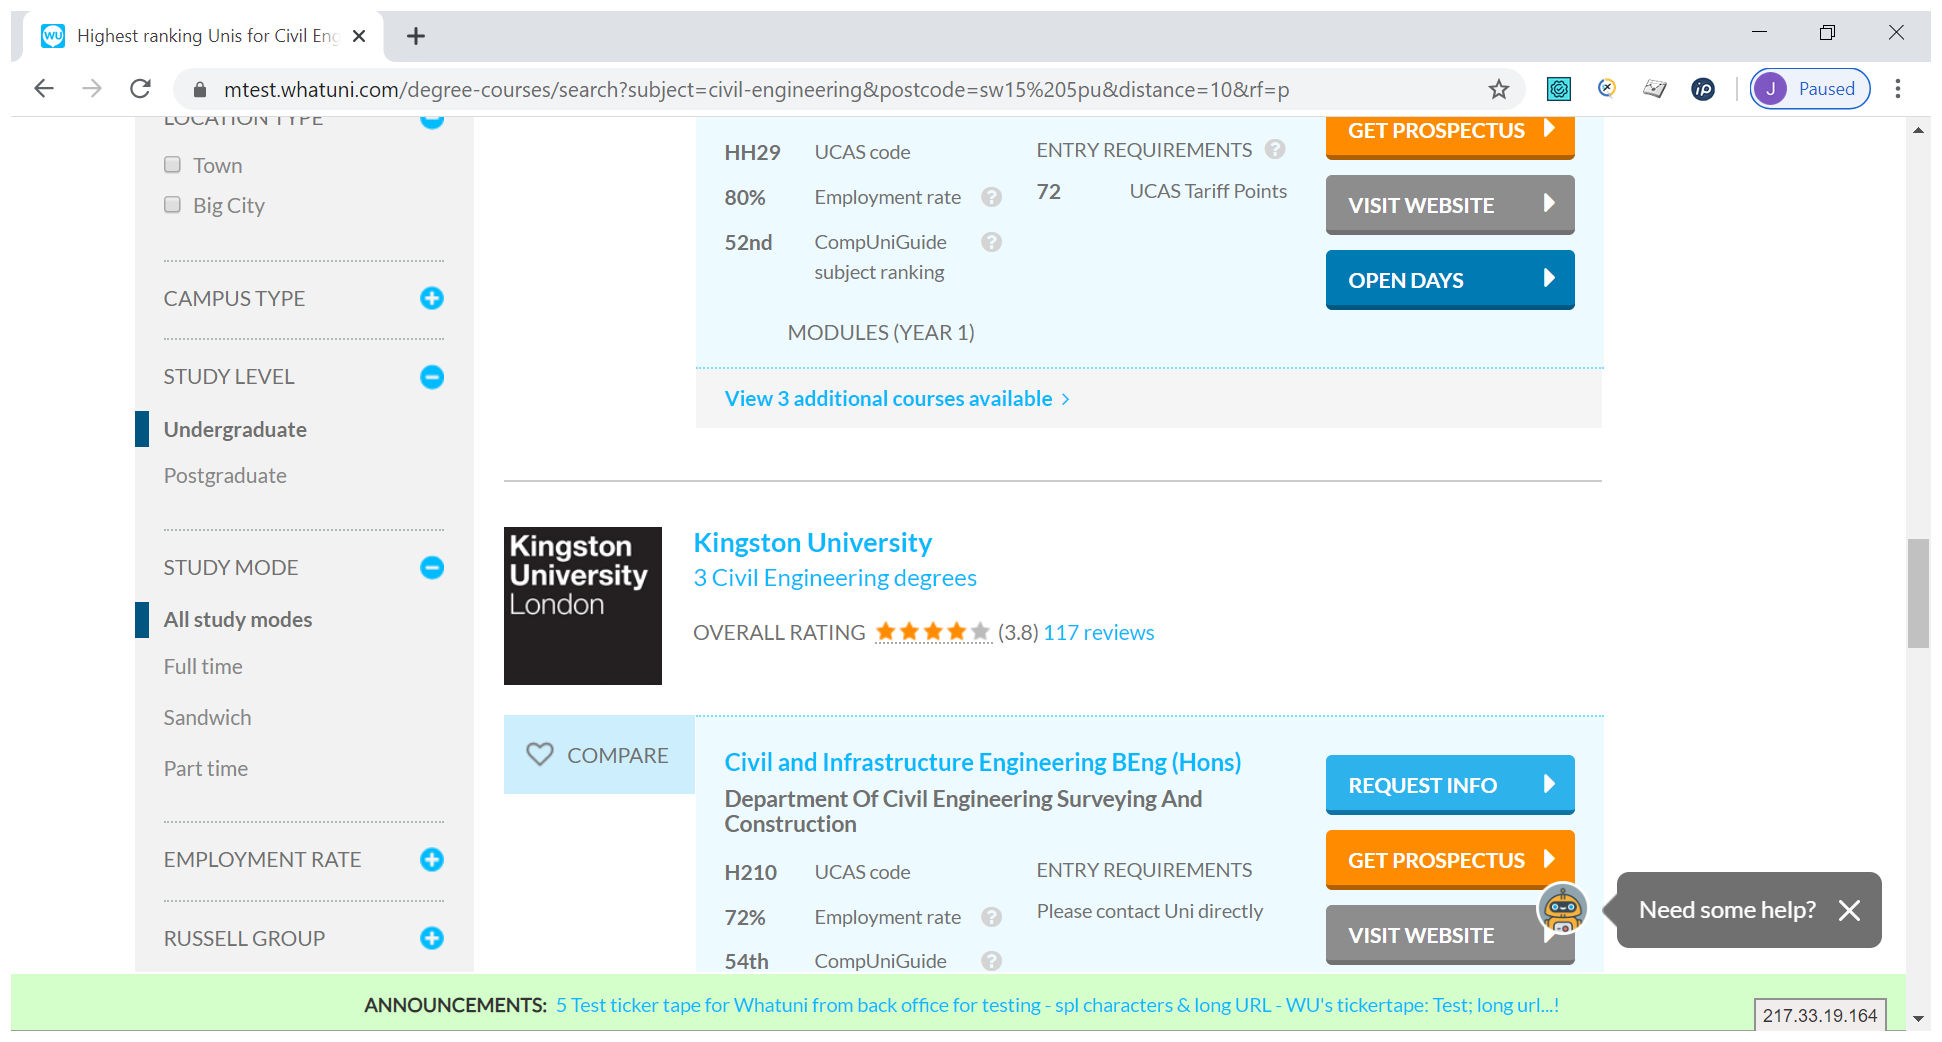 WU Highest ranking Unis for Civil Eng
mtest.whatuni.com/degree-courses/search?subject=civil-engineering&postcode=sw15%205pu&distance=10&rf=p
ip
J Paused
LOCATION TYPE
Town
Big City
CAMPUS TYPE
STUDY LEVEL
Undergraduate
Postgraduate
STUDY MODE
All study modes
Full time
Sandwich
Part time
EMPLOYMENT RATE
RUSSELL GROUP
HH29 UCAS code
80% Employment rate ?
52nd CompUniGuide ?
subject ranking
ENTRY REQUIREMENTS ?
72 UCAS Tariff Points
MODULES (YEAR 1)
GET PROSPECTUS
VISIT WEBSITE
OPEN DAYS
View 3 additional courses available >
Kingston
University
London
Kingston University
3 Civil Engineering degrees
OVERALL RATING (3.8) 117 reviews
COMPARE
Civil and Infrastructure Engineering BEng (Hons)
Department Of Civil Engineering Surveying And
Construction
H210 UCAS code
72% Employment rate ?
54th CompUniGuide ?
ENTRY REQUIREMENTS
Please contact Uni directly
REQUEST INFO
GET PROSPECTUS
VISIT WEBSITE
Need some help?
ANNOUNCEMENTS: 5 Test ticker tape for Whatuni from back office for testing - spl characters & long URL - WU's tickertape: Test; long url...!
217.33.19.164